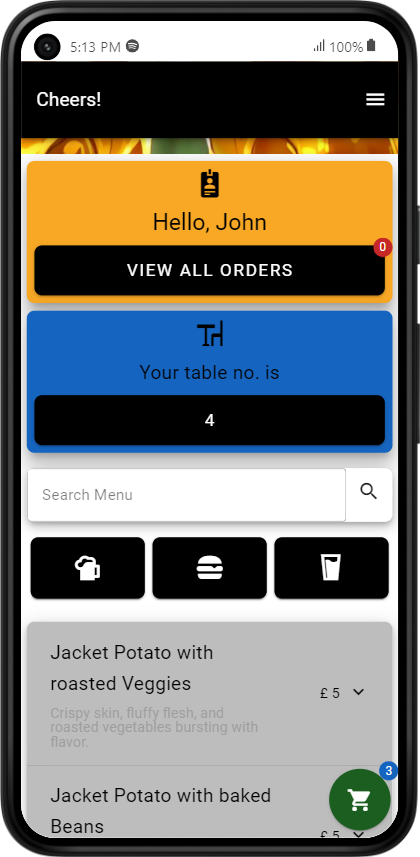 5:13 PM
100%
Cheers!
Hello, John
0
VIEW ALL ORDERS
Your table no. is
4
Search Menu
Jacket Potato with
roasted Veggies
£ 5
Crispy skin, fluffy flesh, and
roasted vegetables bursting with
flavor.
3
Jacket Potato with baked
Beans
£ 5